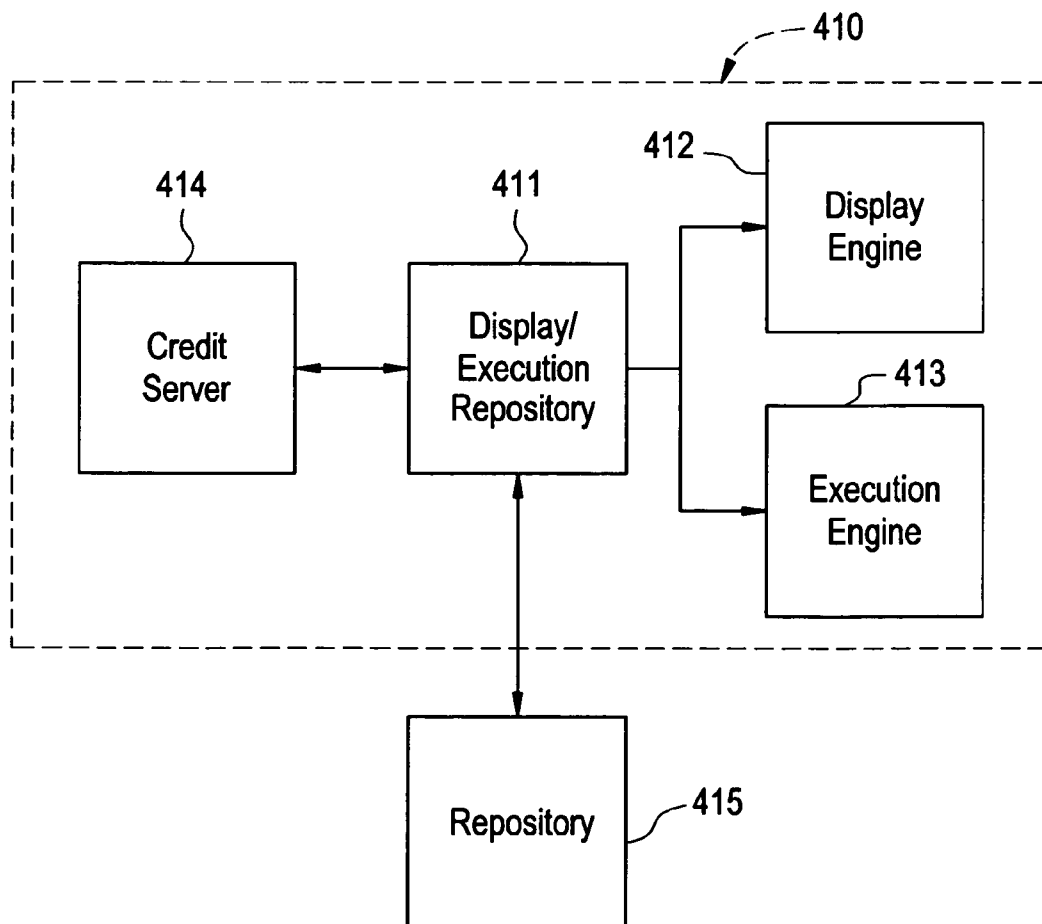 410
412
Display
Engine
414
411
Credit
Server
Display/
Execution
Repository
413
Execution
Engine
Repository
415